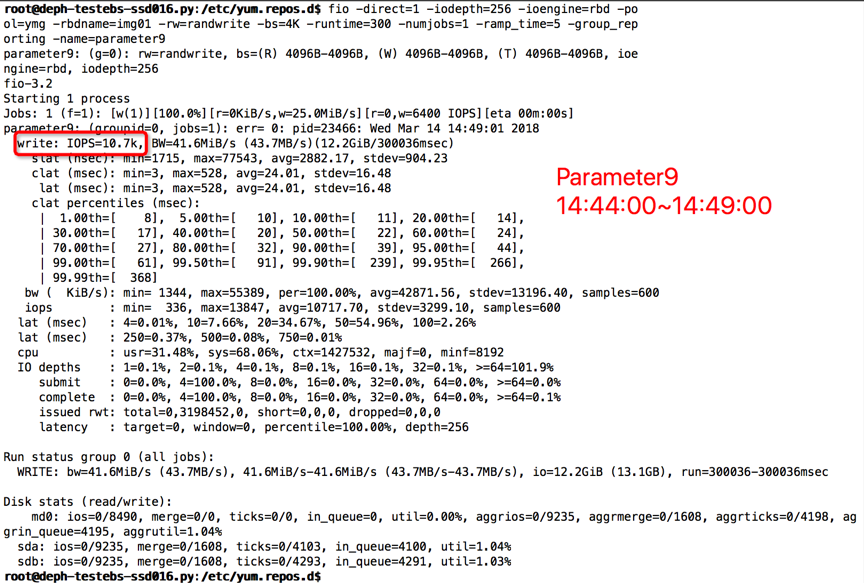 root@deph-testebs-ssd016.py:/etc/yum.repos.d$ fio -direct=1 -iodepth=256 -ioengine=rbd -po
ol=ymg -rbdname=img01 -rw=randwrite -bs=4K -runtime=300 -numjobs=1 -ramp_time=5 -group_rep
orting -name=parameter9
parameter9: (g=0): rw=randwrite, bs=(R) 4096B-4096B, (W) 4096B-4096B, (T) 4096B-4096B, ioe
ngine=rbd, iodepth=256
fio-3.2
Starting 1 process
Jobs: 1 (f=1): [w(1)][100.0%][r=0KiB/s,w=25.0MiB/s][r=0,w=6400 IOPS][eta 00m:00s]
parameter9: (groupid=0, jobs=1): err= 0: pid=23466: Wed Mar 14 14:49:01 2018
write: IOPS=10.7k, BW=41.6MiB/s (43.7MB/s)(12.2GiB/300036msec)
slat (nsec): min=1715, max=77543, avg=2882.17, stdev=904.23
clat (msec): min=3, max=528, avg=24.01, stdev=16.48
lat (msec): min=3, max=528, avg=24.01, stdev=16.48
clat percentiles (msec):
| 1.00th=[ 8], 5.00th=[ 10], 10.00th=[ 11], 20.00th=[ 14],
| 30.00th=[ 17], 40.00th=[ 20], 50.00th=[ 22], 60.00th=[ 24],
| 70.00th=[ 27], 80.00th=[ 32], 90.00th=[ 39], 95.00th=[ 44],
| 99.00th=[ 61], 99.50th=[ 91], 99.90th=[ 239], 99.95th=[ 266],
| 99.99th=[ 368]
bw ( KiB/s): min= 1344, max=55389, per=100.00%, avg=42871.56, stdev=13196.40, samples=600
iops : min= 336, max=13847, avg=10717.70, stdev=3299.10, samples=600
lat (msec) : 4=0.01%, 10=7.66%, 20=34.67%, 50=54.96%, 100=2.26%
lat (msec) : 250=0.37%, 500=0.08%, 750=0.01%
cpu : usr=31.48%, sys=68.06%, ctx=1427532, majf=0, minf=8192
IO depths : 1=0.1%, 2=0.1%, 4=0.1%, 8=0.1%, 16=0.1%, 32=0.1%, >=64=101.9%
submit : 0=0.0%, 4=100.0%, 8=0.0%, 16=0.0%, 32=0.0%, 64=0.0%, >=64=0.0%
complete : 0=0.0%, 4=100.0%, 8=0.0%, 16=0.0%, 32=0.0%, 64=0.0%, >=64=0.1%
issued rwt: total=0,3198452,0, short=0,0,0, dropped=0,0,0
latency : target=0, window=0, percentile=100.00%, depth=256
Run status group 0 (all jobs):
WRITE: bw=41.6MiB/s (43.7MB/s), 41.6MiB/s-41.6MiB/s (43.7MB/s-43.7MB/s), io=12.2GiB (13.1GB), run=300036-300036msec
Disk stats (read/write):
md0: ios=0/8490, merge=0/0, ticks=0/0, in_queue=0, util=0.00%, aggrios=0/9235, aggrmerge=0/1608, aggrticks=0/4198, ag
grin_queue=4195, aggrutil=1.04%
sda: ios=0/9235, merge=0/1608, ticks=0/4103, in_queue=4100, util=1.04%
sdb: ios=0/9235, merge=0/1608, ticks=0/4293, in_queue=4291, util=1.03%
root@deph-testebs-ssd016.py:/etc/yum.repos.d$
Parameter9
14:44:00~14:49:00